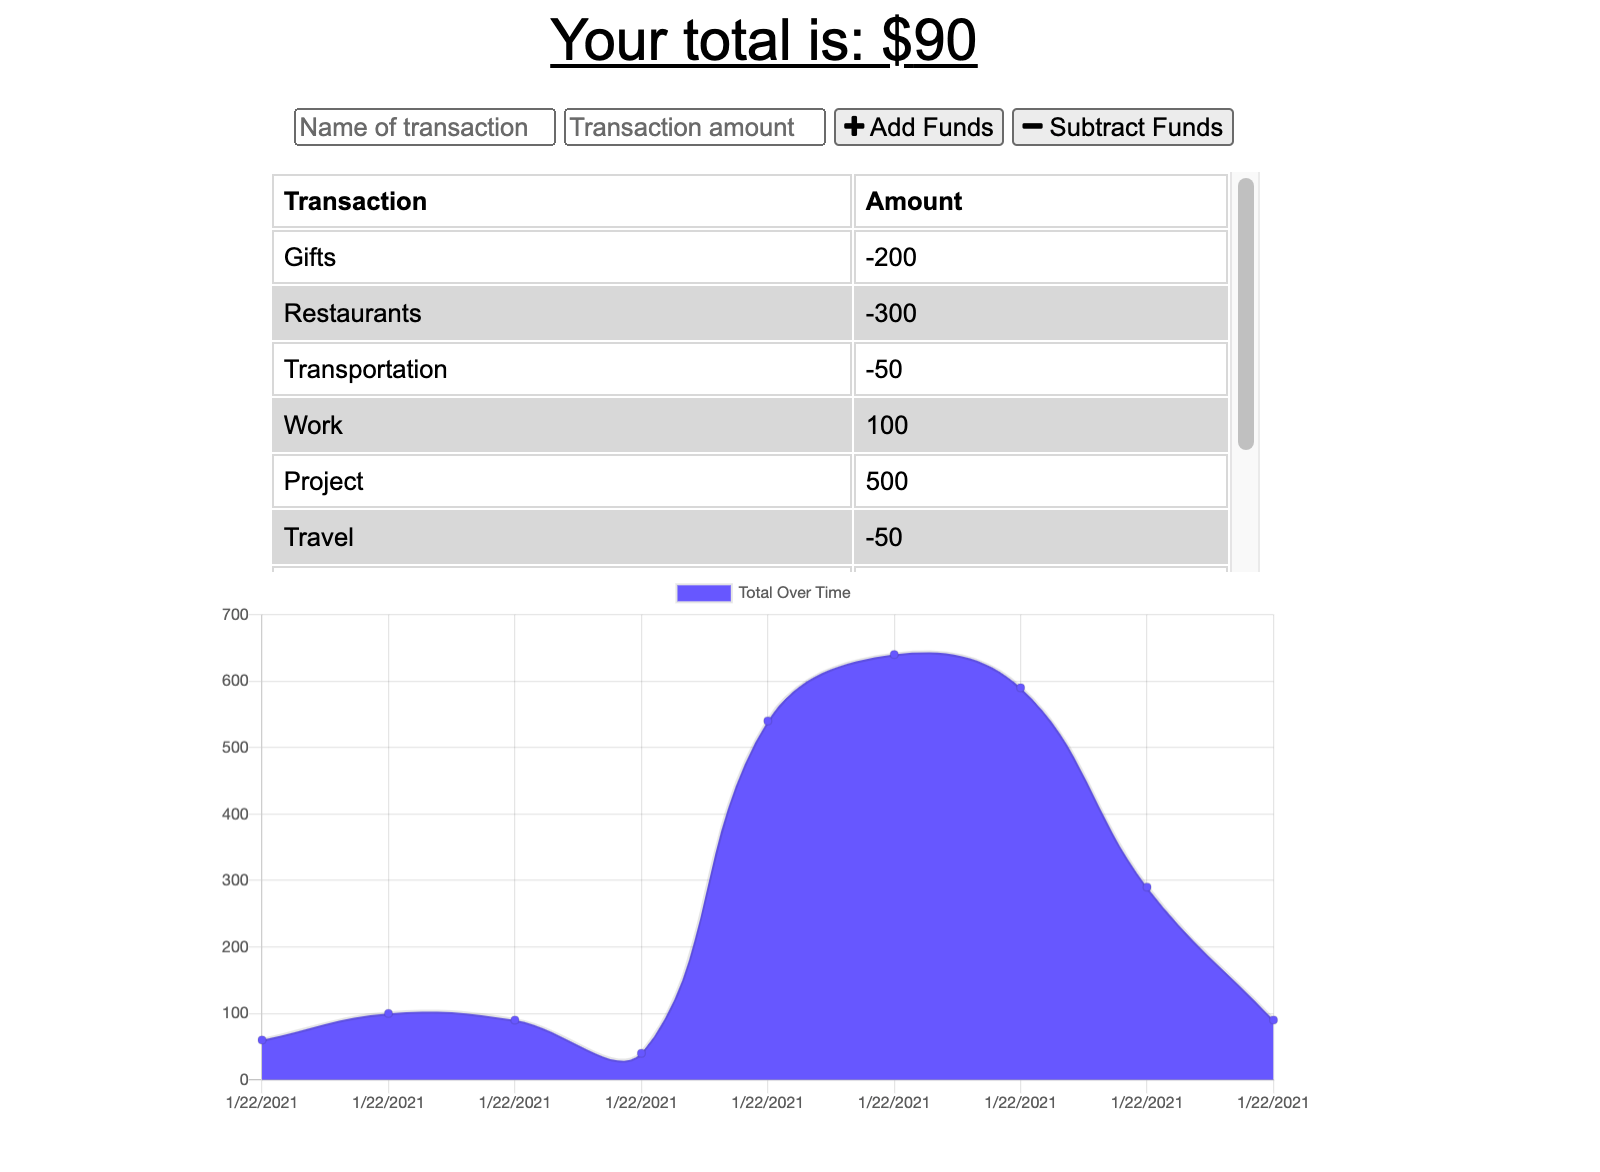 Your total is: $90
Name of transaction Transaction amount Add Funds Subtract Funds
Transaction Amount
Gifts -200
Restaurants -300
Transportation -50
Work 100
Project 500
Travel -50
Total Over Time
700
600
500
400
300
200
100
0
1/22/2021 1/22/2021 1/22/2021 1/22/2021 1/22/2021 1/22/2021 1/22/2021 1/22/2021 1/22/2021